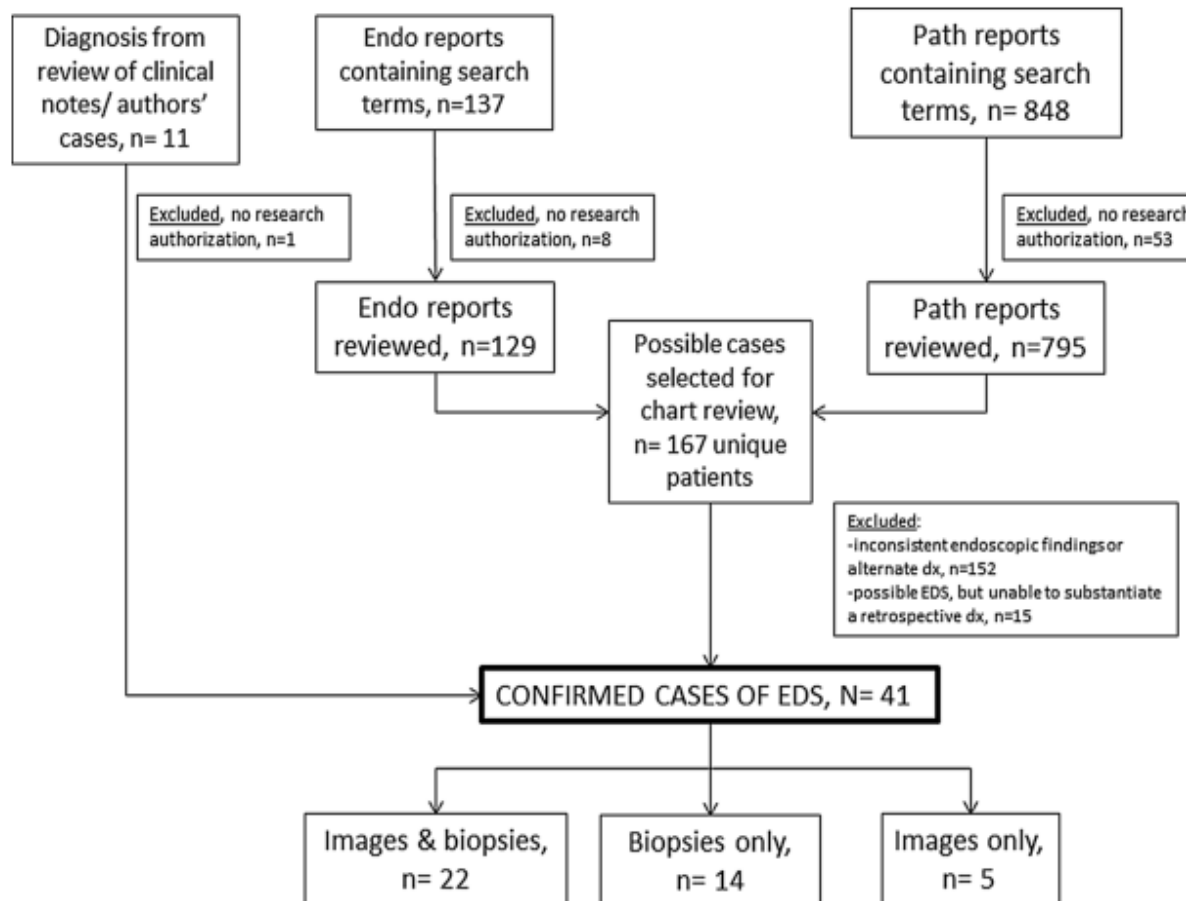 Diagnosis from
review of clinical
notes/ authors'
cases, n= 11
Endo reports
containing search
terms, n=137
Path reports
containing search
terms, n= 848
Excluded, no research
authorization, n=1
Excluded, no research
authorization, n=8
Excluded, no research
authorization, n=53
Endo reports
reviewed, n=129
Possible cases
selected for
chart review,
n= 167 unique
patients
Path reports
reviewed, n=795
Excluded:
-inconsistent endoscopic findings or
alternate dx, n=152
-possible EDS, but unable to substantiate
a retrospective dx, n=15
CONFIRMED CASES OF EDS, N= 41
Images & biopsies,
n= 22
Biopsies only,
n= 14
Images only,
n= 5